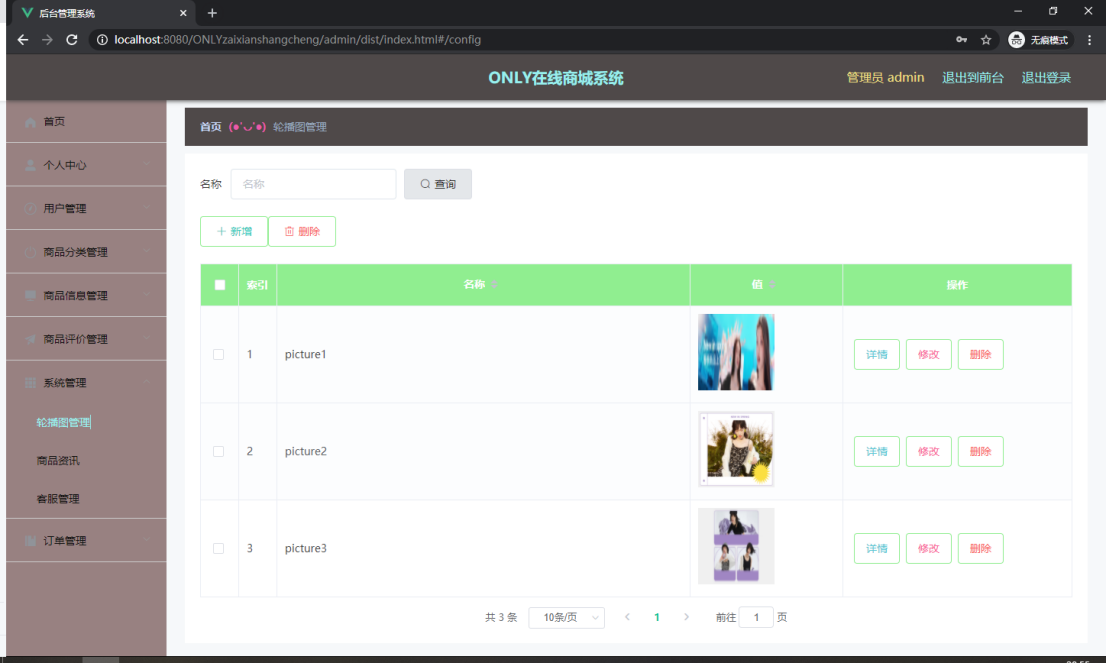 后台管理系统
localhost:8080/ONLYzaixianshangcheng/admin/dist/index.html#/config
无痕模式
ONLY在线商城系统
管理员 admin 退出到前台 退出登录
首页
个人中心
用户管理
商品分类管理
商品信息管理
商品评价管理
系统管理
轮播图管理
商品资讯
客服管理
订单管理
首页 (●'◡'●) 轮播图管理
名称 名称 查询
新增 删除
索引 名称 值 操作
1 picture1 详情 修改 删除
2 picture2 详情 修改 删除
3 picture3 详情 修改 删除
共 3 条 10条/页 1 前往 1 页